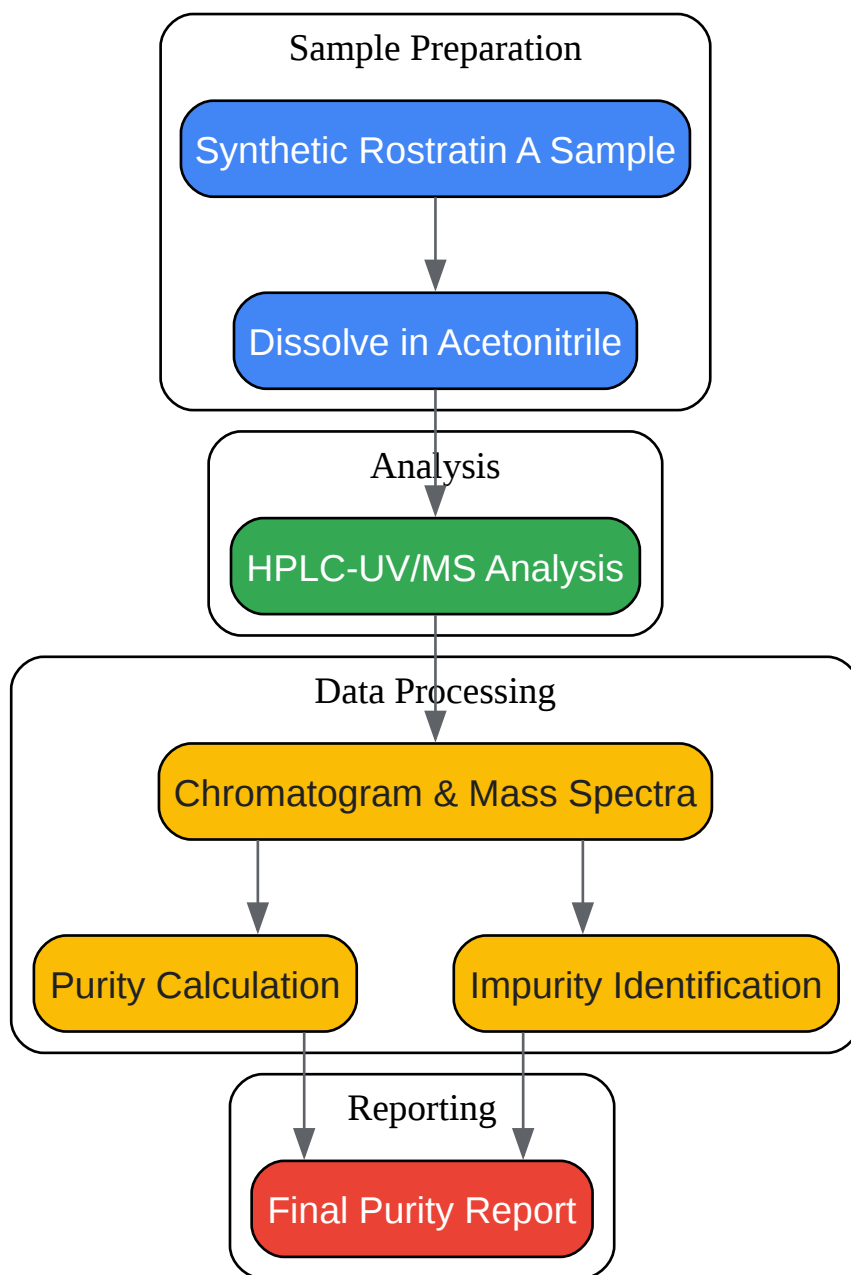 Sample Preparation
Synthetic Rostratin A Sample
Dissolve in Acetonitrile
Analysis
HPLC-UV/MS Analysis
Data Processing
Chromatogram & Mass Spectra
Purity Calculation
Impurity Identification
Reporting
Final Purity Report